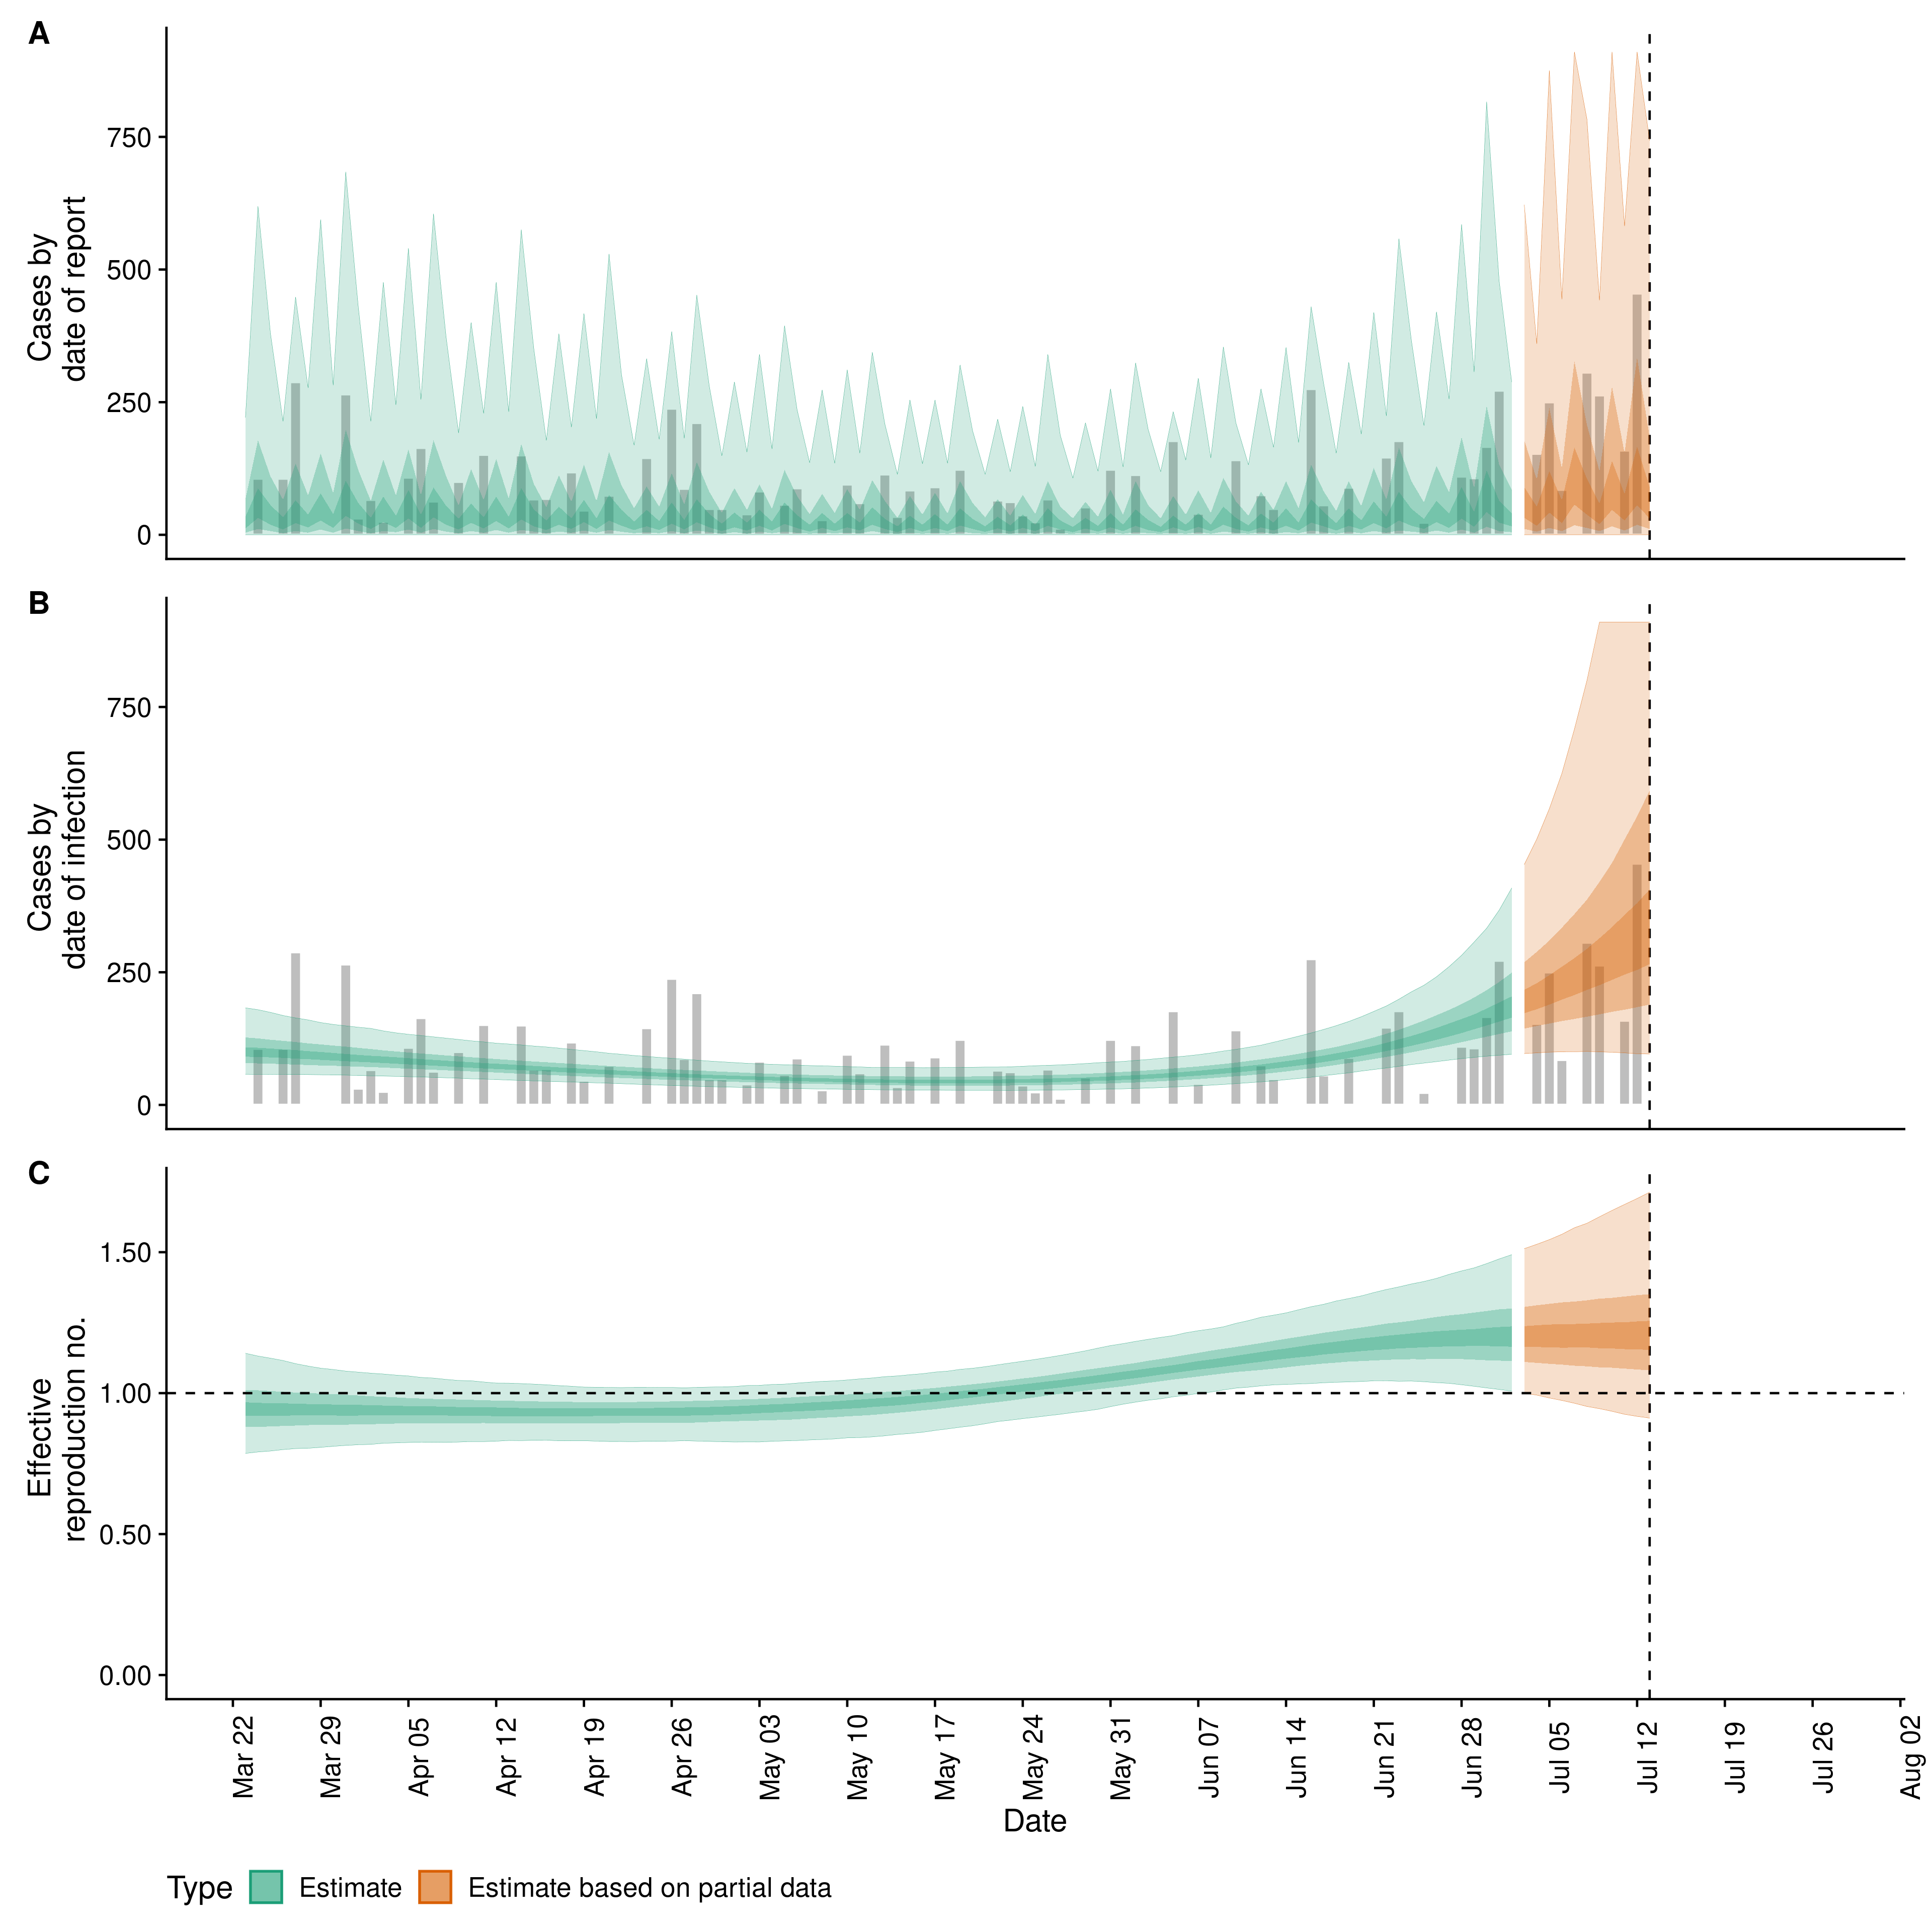 A
Cases by
date of report
750
500
250
0
B
Cases by
date of infection
750
500
250
0
C
Effective
reproduction no.
1.50
1.00
0.50
0.00
Mar 22
Mar 29
Apr 05
Apr 12
Apr 19
Apr 26
May 03
May 10
May 17
May 24
May 31
Jun 07
Jun 14
Jun 21
Jun 28
Jul 05
Jul 12
Jul 19
Jul 26
Aug 02
Date
Type Estimate Estimate based on partial data